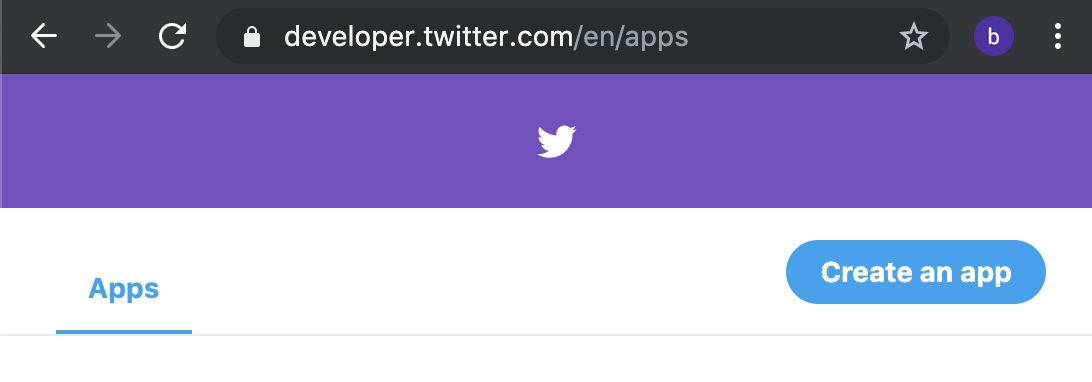 developer.twitter.com/en/apps
b
Create an app
Apps